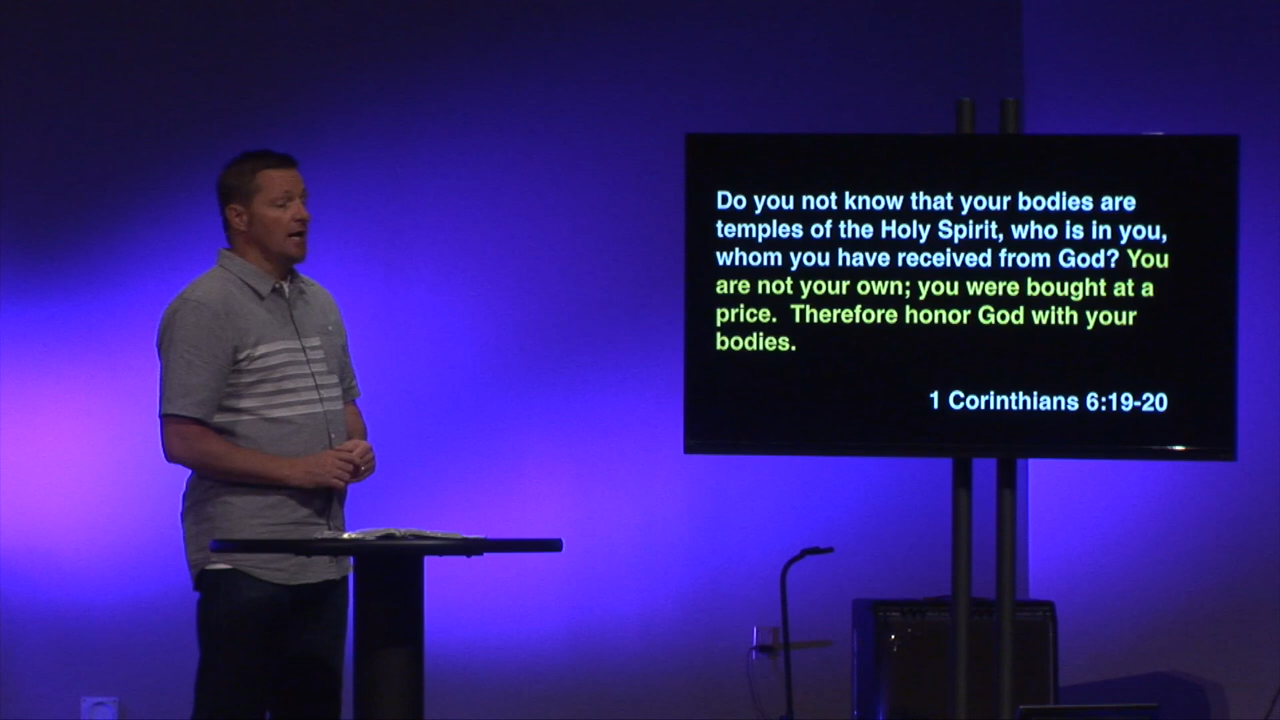 Do you not know that your bodies are
temples of the Holy Spirit, who is in you,
whom you have received from God? You
are not your own; you were bought at a
price.  Therefore honor God with your
bodies.
1 Corinthians 6:19-20